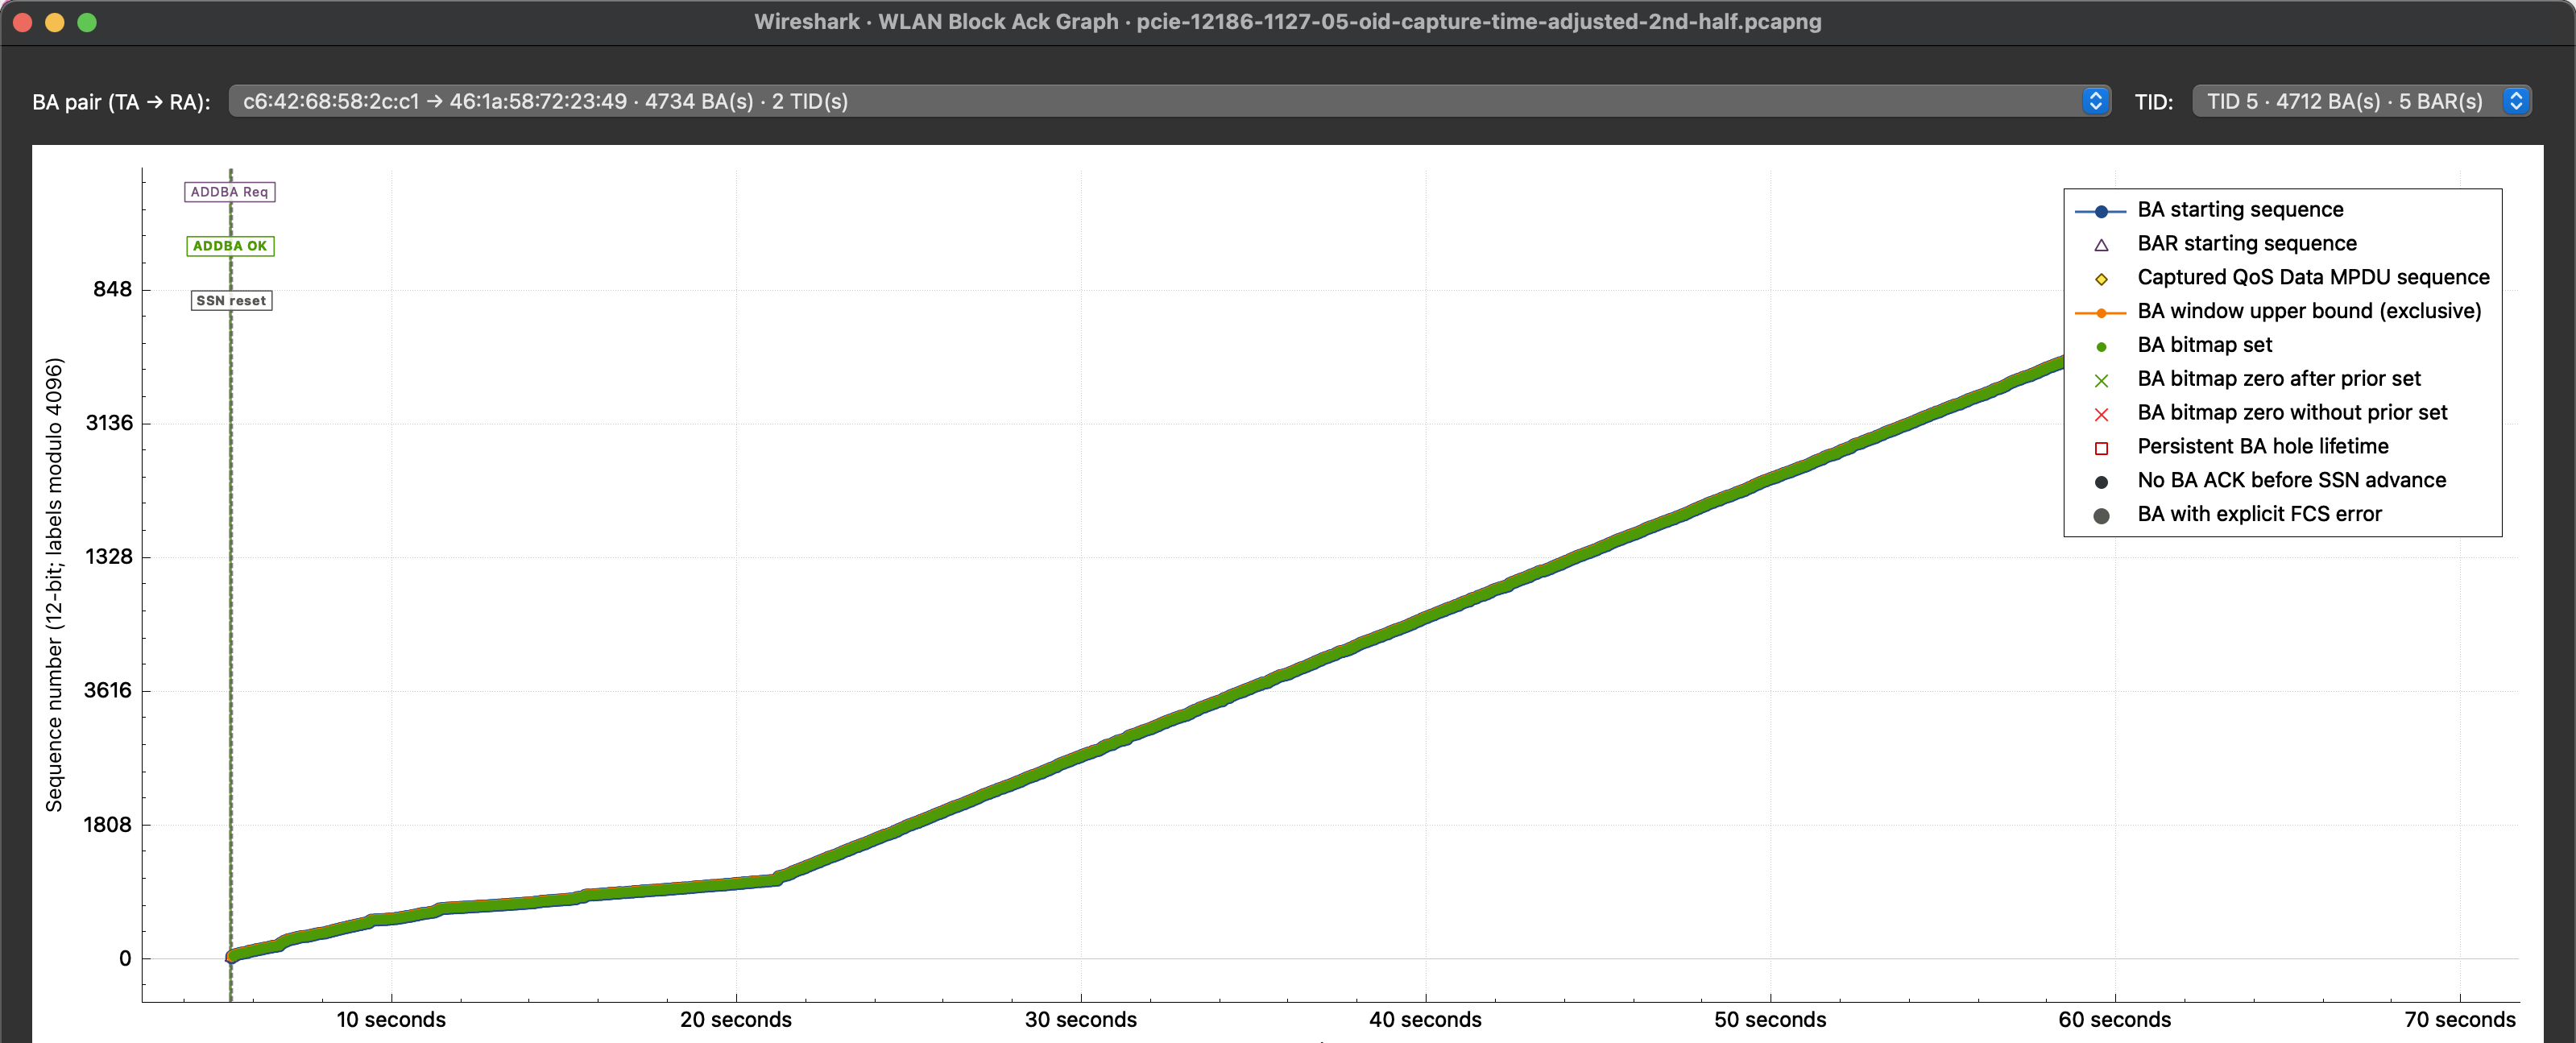 Wireshark · WLAN Block Ack Graph · pcie-12186-1127-05-oid-capture-time-adjusted-2nd-half.pcapng
BA pair (TA → RA): c6:42:68:58:2c:c1 → 46:1a:58:72:23:49 · 4734 BA(s) · 2 TID(s) TID: TID 5 · 4712 BA(s) · 5 BAR(s)
ADDBA Req
ADDBA OK
SSN reset
BA starting sequence
BAR starting sequence
Captured QoS Data MPDU sequence
BA window upper bound (exclusive)
BA bitmap set
BA bitmap zero after prior set
BA bitmap zero without prior set
Persistent BA hole lifetime
No BA ACK before SSN advance
BA with explicit FCS error
Sequence number (12-bit; labels modulo 4096)
848
3136
1328
3616
1808
0
10 seconds 20 seconds 30 seconds 40 seconds 50 seconds 60 seconds 70 seconds